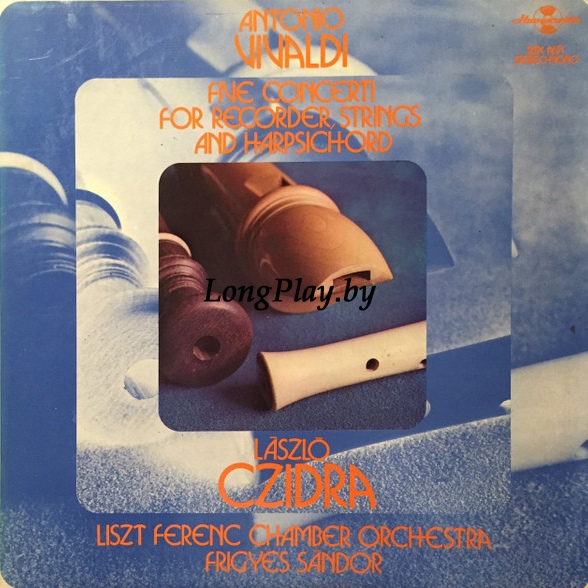 ANTONIO
VIVALDI
Hungaroton
FIVE CONCERTI
FOR RECORDER, STRINGS
AND HARPSICHORD
LongPlay.by
LÁSZLÓ
CZIDRA
LISZT FERENC CHAMBER ORCHESTRA
FRIGYES SÁNDOR